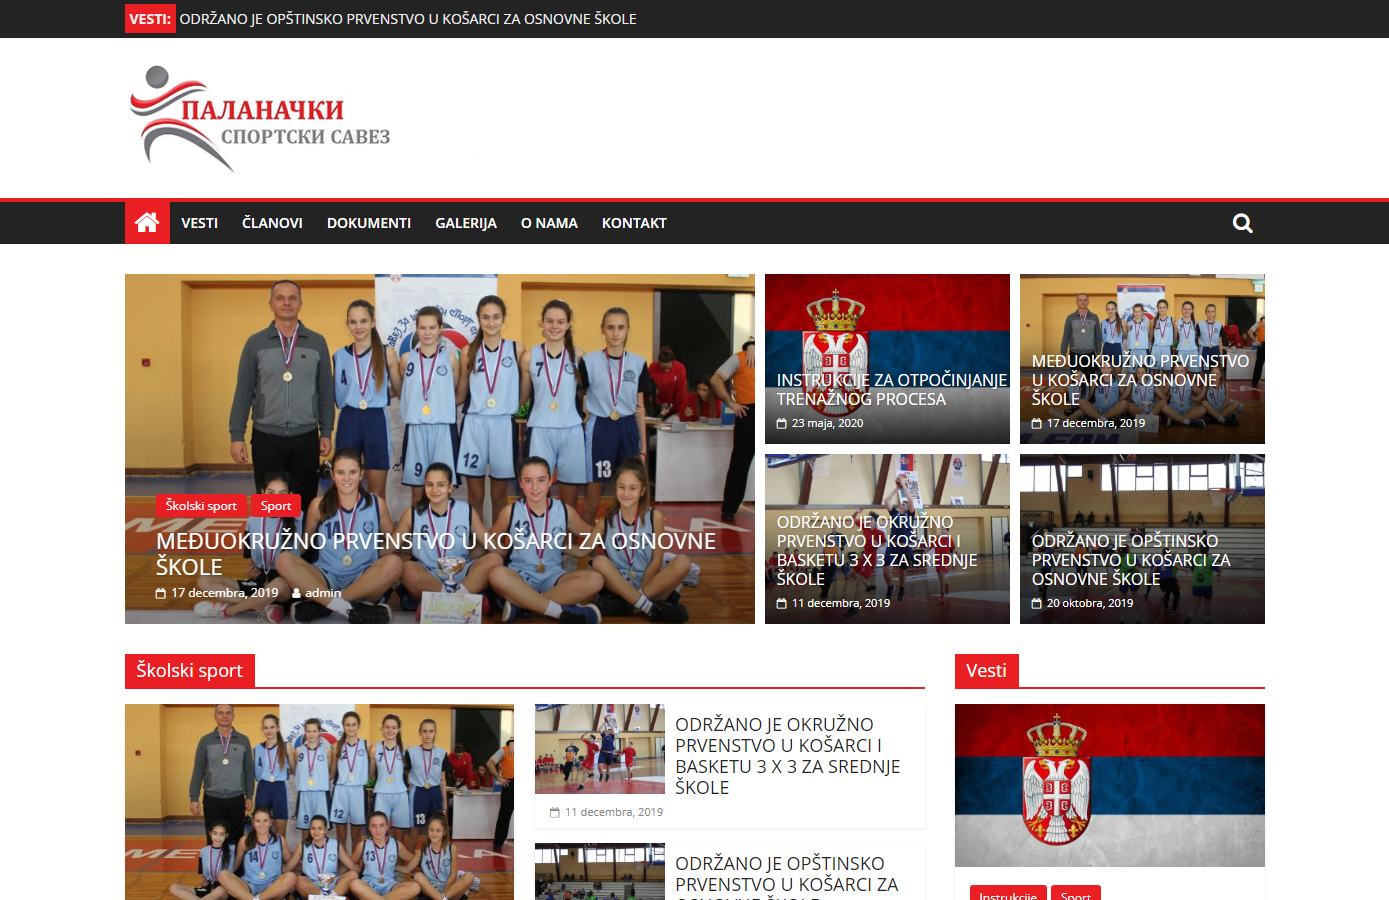 VESTI: ODRŽANO JE OPŠTINSKO PRVENSTVO U KOŠARCI ZA OSNOVNE ŠKOLE
ПАЛАНАЧКИ
СПОРТСКИ САВЕЗ
VESTI ČLANOVI DOKUMENTI GALERIJA O NAMA KONTAKT
Školski sport Sport
MEĐUOKRUŽNO PRVENSTVO U KOŠARCI ZA OSNOVNE
ŠKOLE
17 decembra, 2019 admin
INSTRUKCIJE ZA OTPOČINJANJE
TRENAŽNOG PROCESA
23 maja, 2020
MEĐUOKRUŽNO PRVENSTVO
U KOŠARCI ZA OSNOVNE
ŠKOLE
17 decembra, 2019
ODRŽANO JE OKRUŽNO
PRVENSTVO U KOŠARCI I
BASKETU 3 X 3 ZA SREDNJE
ŠKOLE
11 decembra, 2019
ODRŽANO JE OPŠTINSKO
PRVENSTVO U KOŠARCI ZA
OSNOVNE ŠKOLE
20 oktobra, 2019
Školski sport
ODRŽANO JE OKRUŽNO
PRVENSTVO U KOŠARCI I
BASKETU 3 X 3 ZA SREDNJE
ŠKOLE
11 decembra, 2019
ODRŽANO JE OPŠTINSKO
PRVENSTVO U KOŠARCI ZA
OSNOVNE ŠKOLE
Vesti
Instrukcije Sport